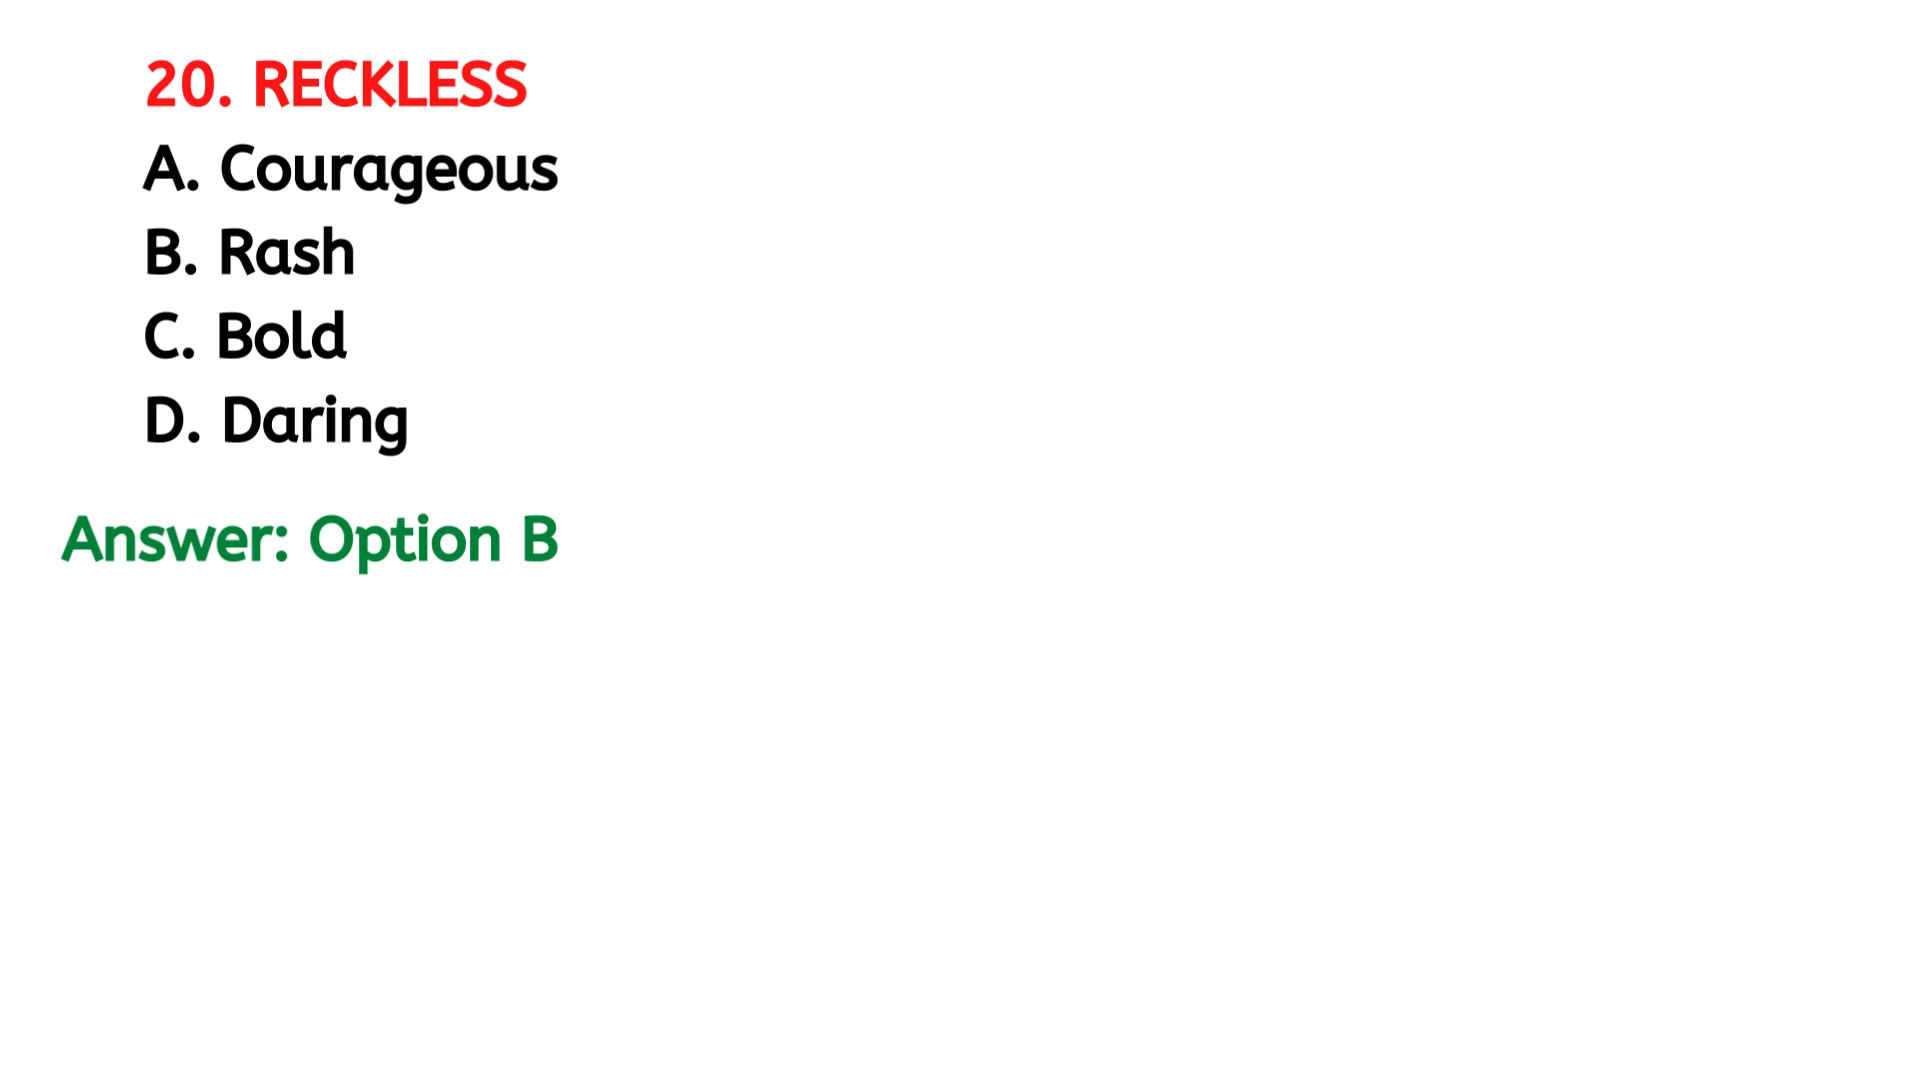 20. RECKLESS
A. Courageous
B. Rash
C. Bold
D. Daring
Answer: Option B